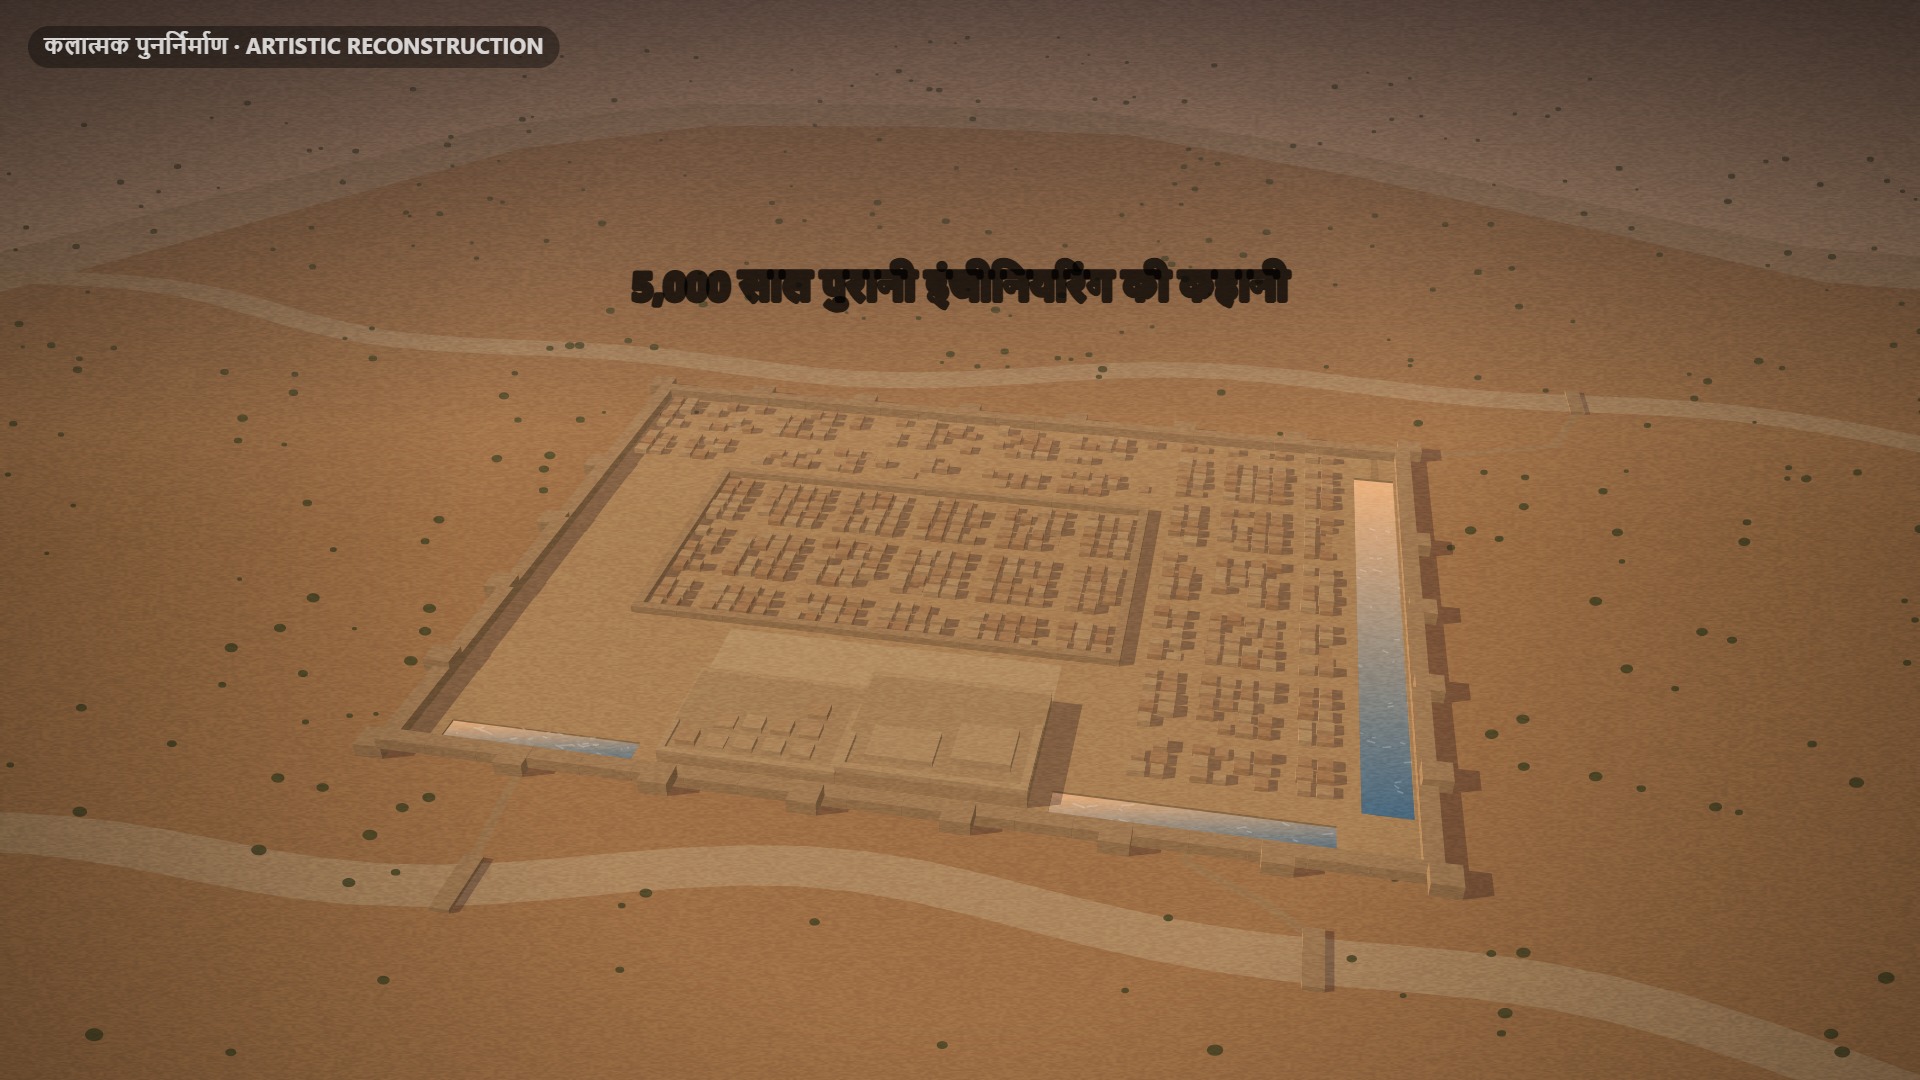 कलात्मक पुनर्निर्माण · ARTISTIC RECONSTRUCTION
5,000 साल पुरानी इंजीनियरिंग की कहानी